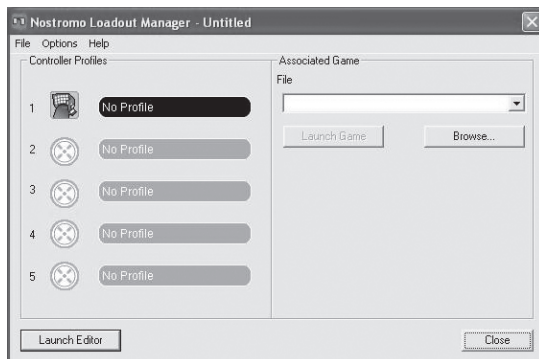 Nostromo Loadout Manager - Untitled
File Options Help
Controller Profiles
1 No Profile
2 No Profile
3 No Profile
4 No Profile
5 No Profile
Associated Game
File
Launch Game Browse...
Launch Editor Close